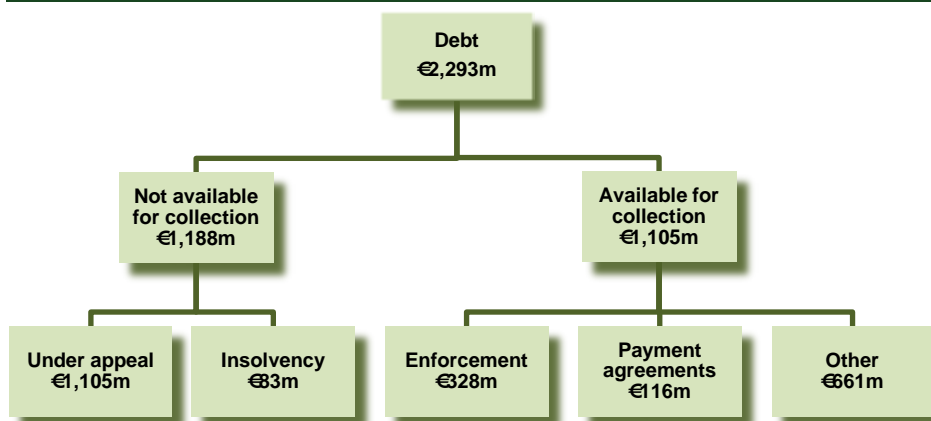 Debt
€2,293m
Not available
for collection
€1,188m
Available for
collection
€1,105m
Under appeal
€1,105m
Insolvency
€83m
Enforcement
€328m
Payment
agreements
€116m
Other
€661m